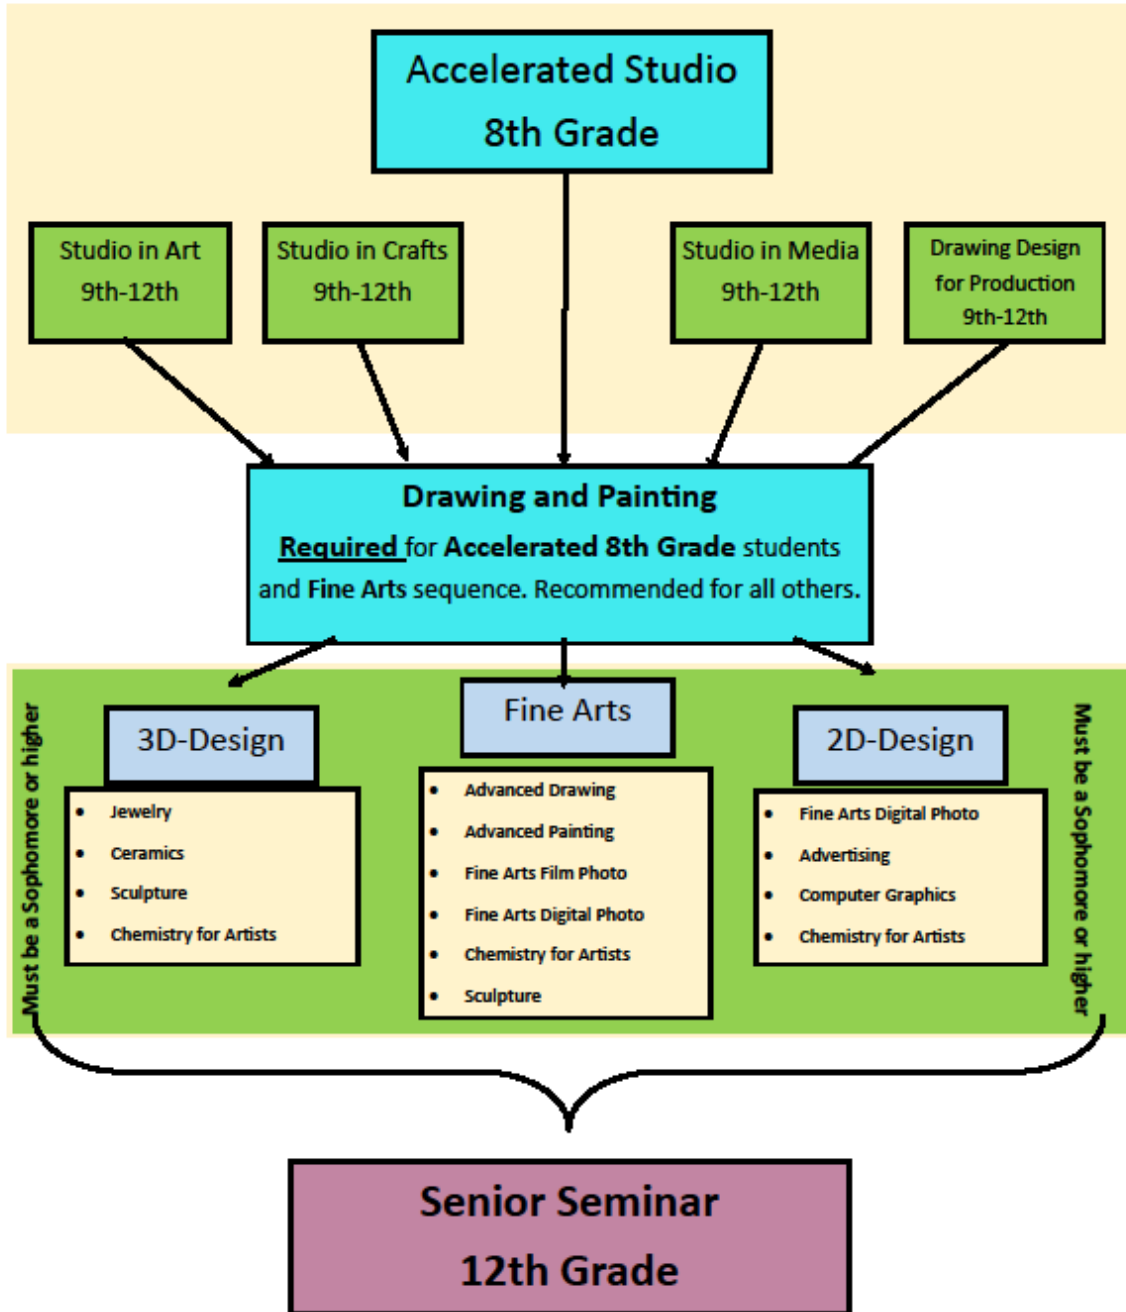 Accelerated Studio
8th Grade
Studio in Art
9th-12th
Studio in Crafts
9th-12th
Studio in Media
9th-12th
Drawing Design
for Production
9th-12th
Drawing and Painting
Required for Accelerated 8th Grade students
and Fine Arts sequence. Recommended for all others.
Must be a Sophomore or higher
3D-Design
• Jewelry
• Ceramics
• Sculpture
• Chemistry for Artists
Fine Arts
• Advanced Drawing
• Advanced Painting
• Fine Arts Film Photo
• Fine Arts Digital Photo
• Chemistry for Artists
• Sculpture
2D-Design
• Fine Arts Digital Photo
• Advertising
• Computer Graphics
• Chemistry for Artists
Must be a Sophomore or higher
Senior Seminar
12th Grade